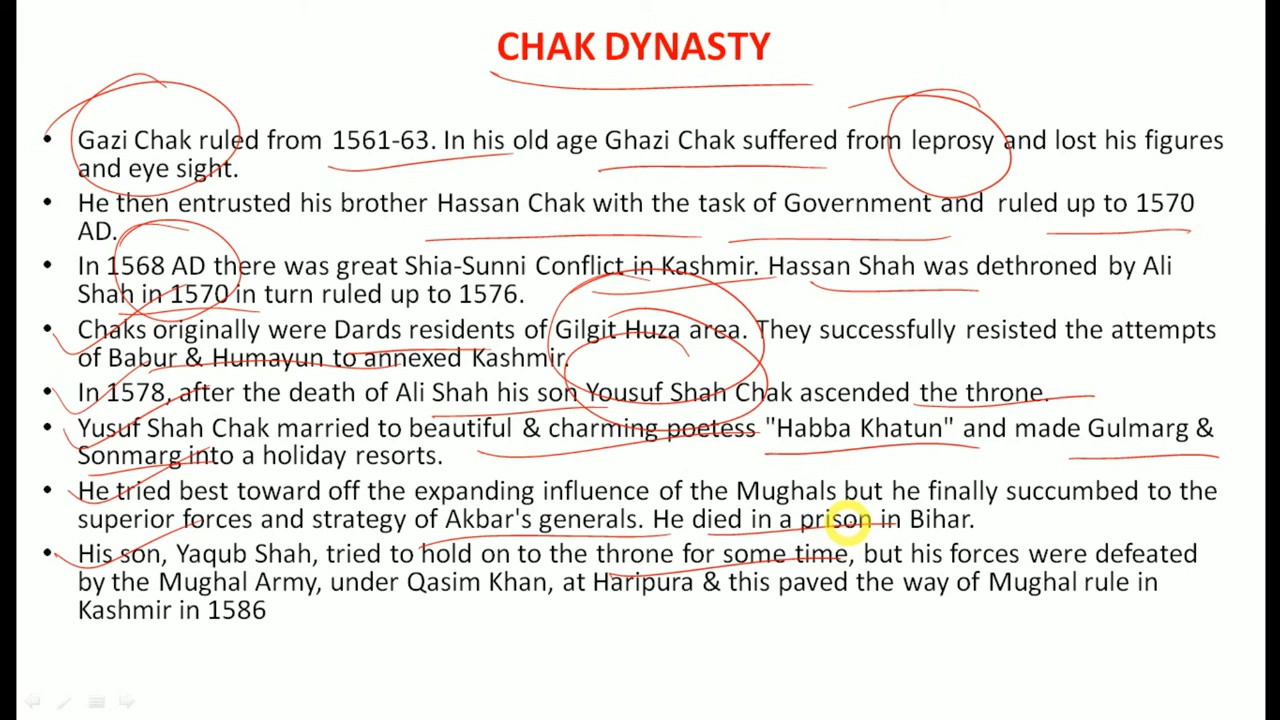 CHAK DYNASTY
• Gazi Chak ruled from 1561-63. In his old age Ghazi Chak suffered from leprosy and lost his figures
and eye sight.
• He then entrusted his brother Hassan Chak with the task of Government and ruled up to 1570
AD.
• In 1568 AD there was great Shia-Sunni Conflict in Kashmir. Hassan Shah was dethroned by Ali
Shah in 1570 in turn ruled up to 1576.
• Chaks originally were Dards residents of Gilgit Huza area. They successfully resisted the attempts
of Babur & Humayun to annexed Kashmir.
• In 1578, after the death of Ali Shah his son Yousuf Shah Chak ascended the throne.
• Yusuf Shah Chak married to beautiful & charming poetess "Habba Khatun" and made Gulmarg &
Sonmarg into a holiday resorts.
• He tried best toward off the expanding influence of the Mughals but he finally succumbed to the
superior forces and strategy of Akbar's generals. He died in a prison in Bihar.
• His son, Yaqub Shah, tried to hold on to the throne for some time, but his forces were defeated
by the Mughal Army, under Qasim Khan, at Haripura & this paved the way of Mughal rule in
Kashmir in 1586